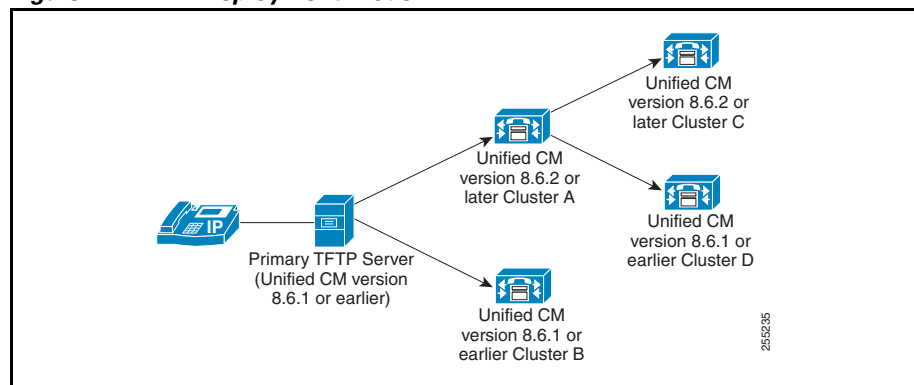 Unified CM
version 8.6.2 or
later Cluster C
Unified CM
version 8.6.2 or
later Cluster A
IP
Primary TFTP Server
(Unified CM version
8.6.1 or earlier)
Unified CM
version 8.6.1 or
earlier Cluster D
Unified CM
version 8.6.1 or
earlier Cluster B
255235